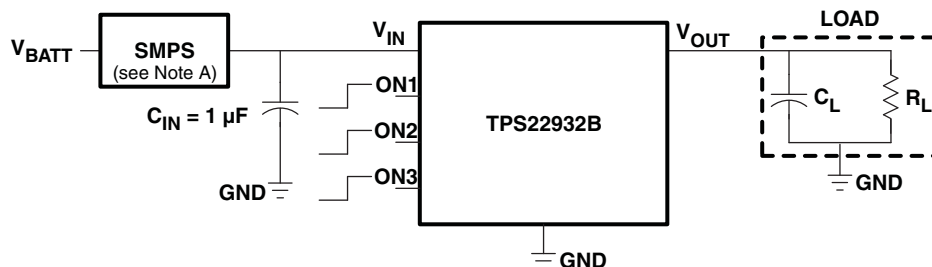 LOAD
V_BATT
SMPS
(see Note A)
V_IN
V_OUT
ON1
C_IN = 1 µF
C_L
R_L
ON2
TPS22932B
ON3
GND
GND
GND